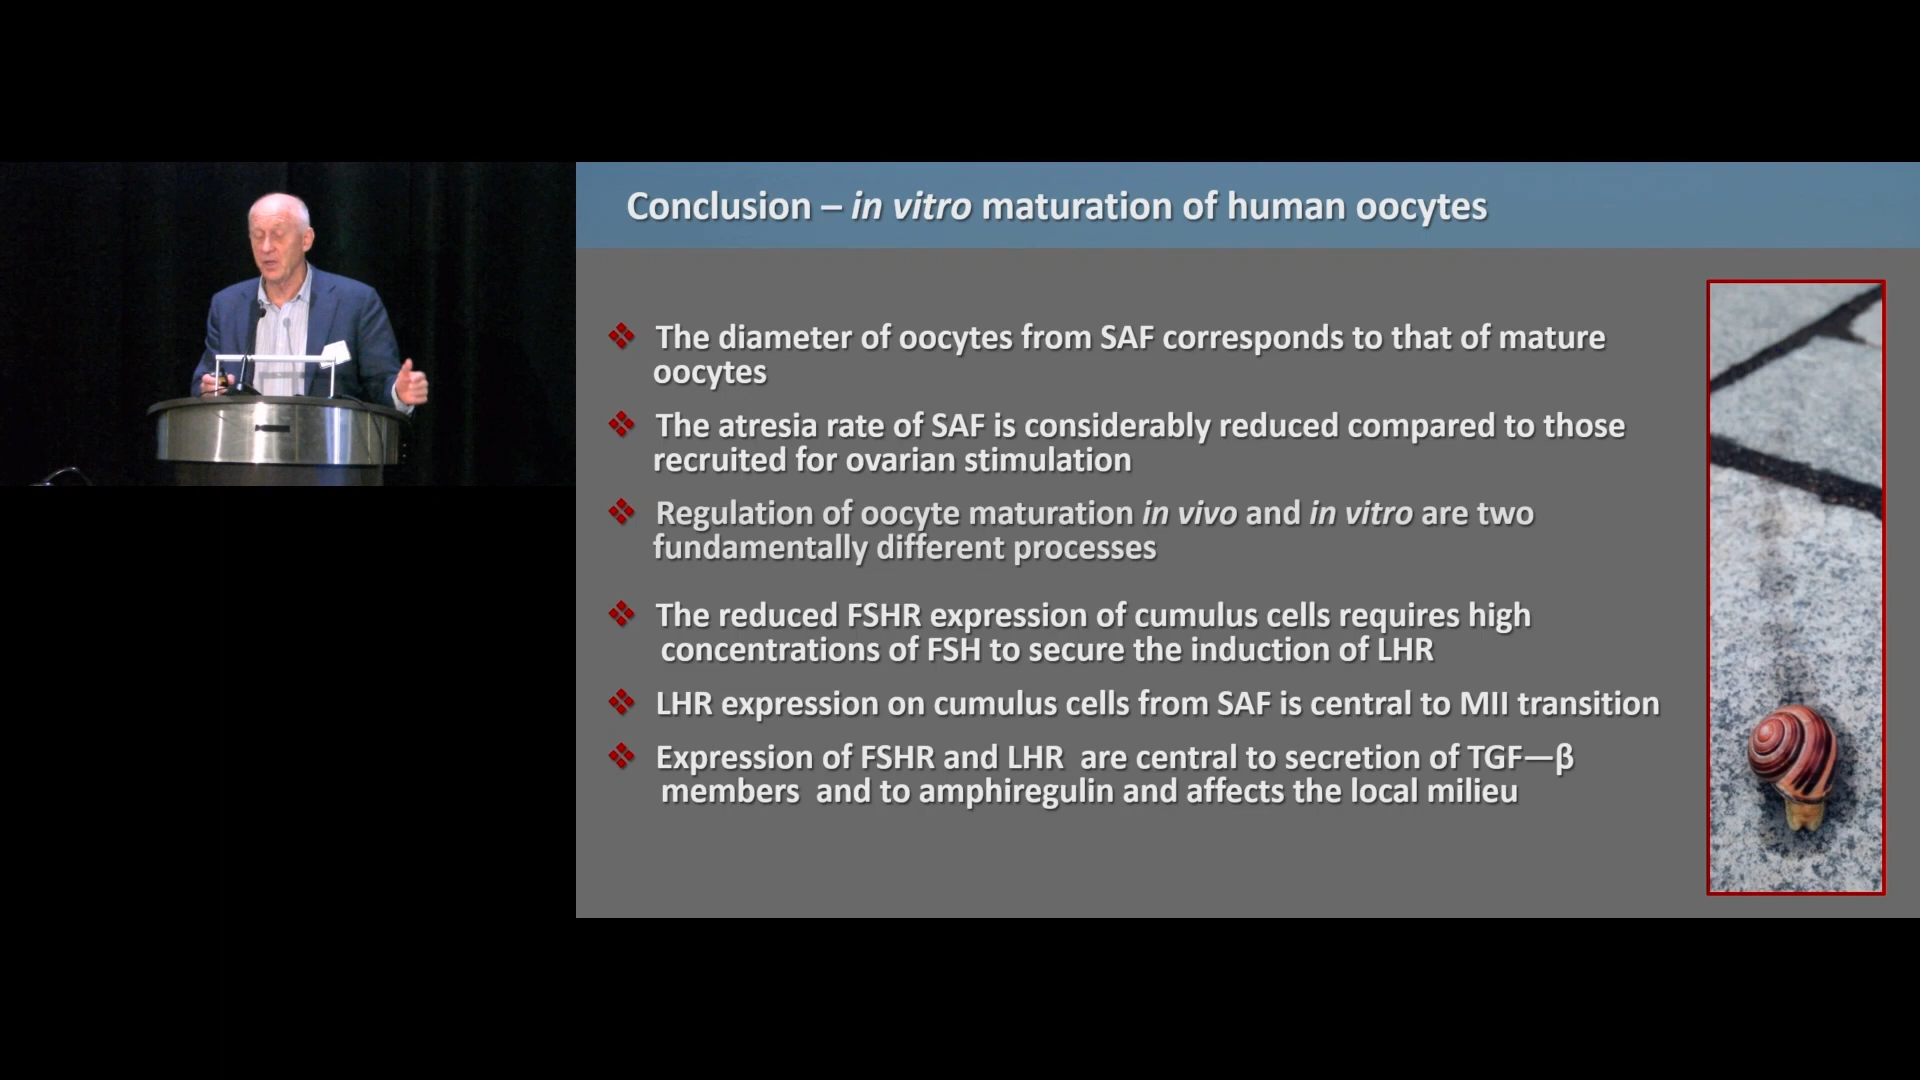 Conclusion – in vitro maturation of human oocytes
❖ The diameter of oocytes from SAF corresponds to that of mature
oocytes
❖ The atresia rate of SAF is considerably reduced compared to those
recruited for ovarian stimulation
❖ Regulation of oocyte maturation in vivo and in vitro are two
fundamentally different processes
❖ The reduced FSHR expression of cumulus cells requires high
concentrations of FSH to secure the induction of LHR
❖ LHR expression on cumulus cells from SAF is central to MII transition
❖ Expression of FSHR and LHR are central to secretion of TGF—β
members and to amphiregulin and affects the local milieu